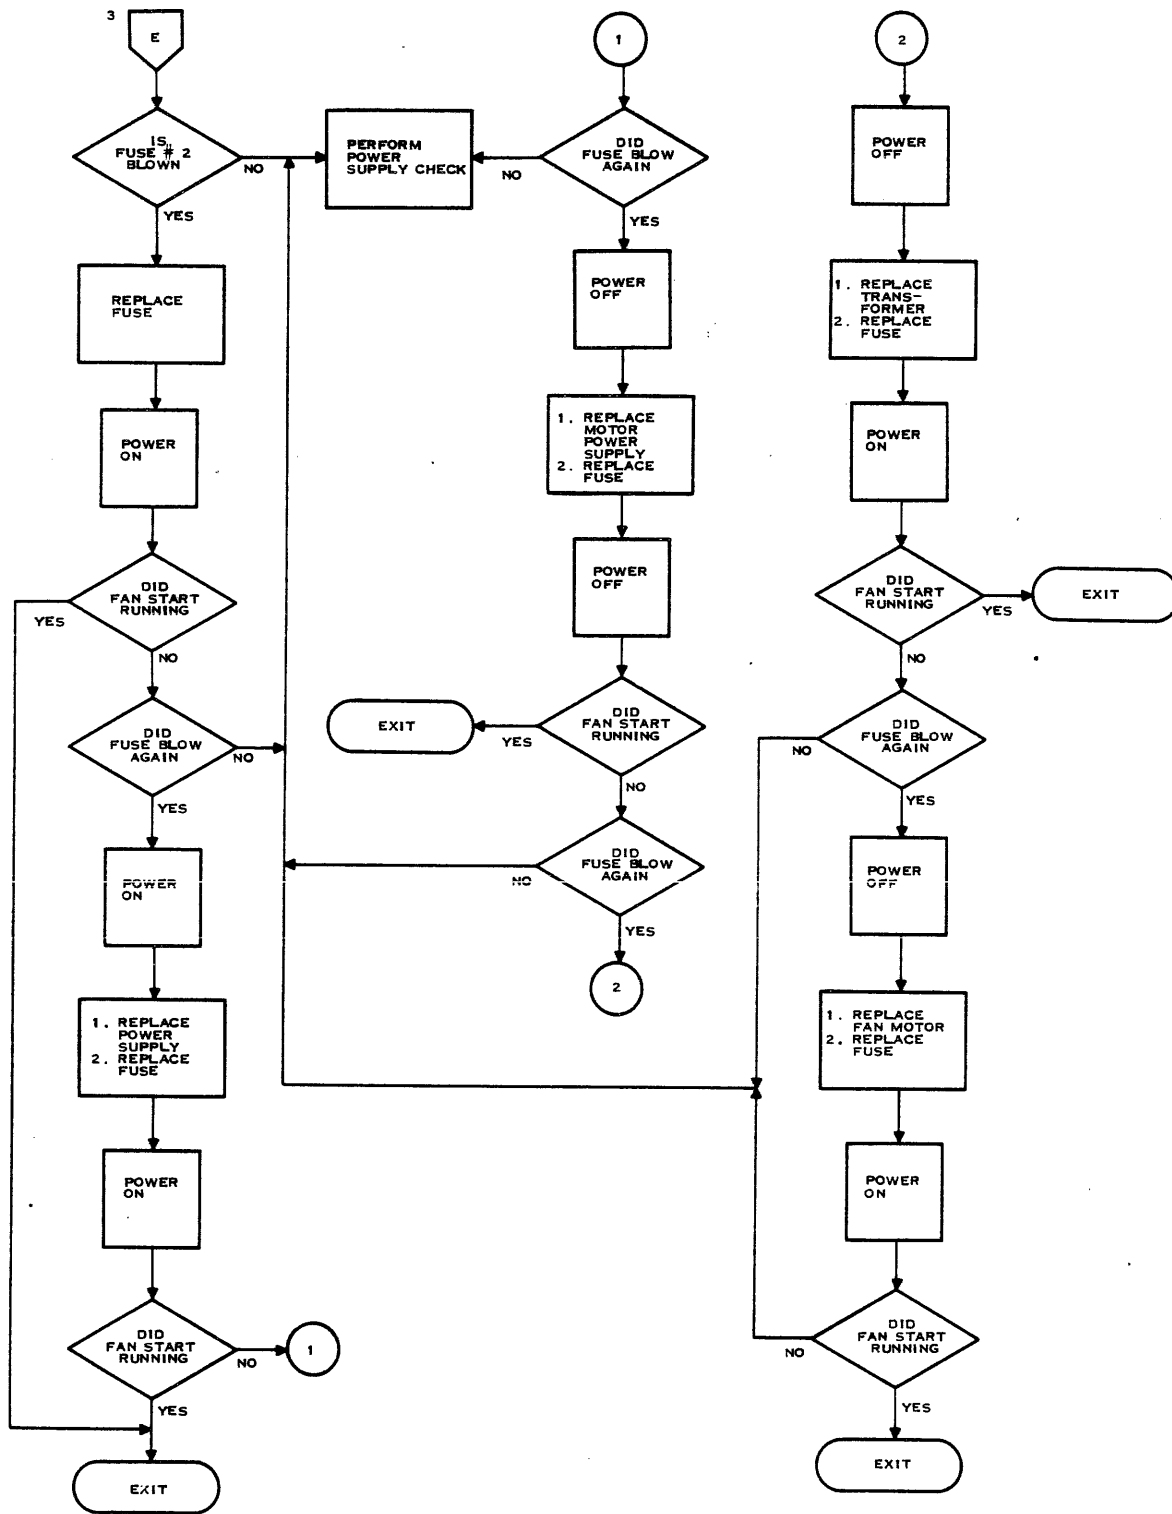 3
E
IS
FUSE # 2
BLOWN
NO
YES
REPLACE
FUSE
POWER
ON
DID
FAN START
RUNNING
YES
NO
DID
FUSE BLOW
AGAIN
NO
YES
POWER
ON
1. REPLACE
POWER
SUPPLY
2. REPLACE
FUSE
POWER
ON
DID
FAN START
RUNNING
NO
1
YES
EXIT
PERFORM
POWER
SUPPLY CHECK
1
DID
FUSE BLOW
AGAIN
NO
YES
POWER
OFF
1. REPLACE
MOTOR
POWER
SUPPLY
2. REPLACE
FUSE
POWER
OFF
DID
FAN START
RUNNING
YES
EXIT
NO
DID
FUSE BLOW
AGAIN
NO
YES
2
2
POWER
OFF
1. REPLACE
TRANS-
FORMER
2. REPLACE
FUSE
POWER
ON
DID
FAN START
RUNNING
YES
EXIT
NO
DID
FUSE BLOW
AGAIN
NO
YES
POWER
OFF
1. REPLACE
FAN MOTOR
2. REPLACE
FUSE
POWER
ON
DID
FAN START
RUNNING
NO
YES
EXIT